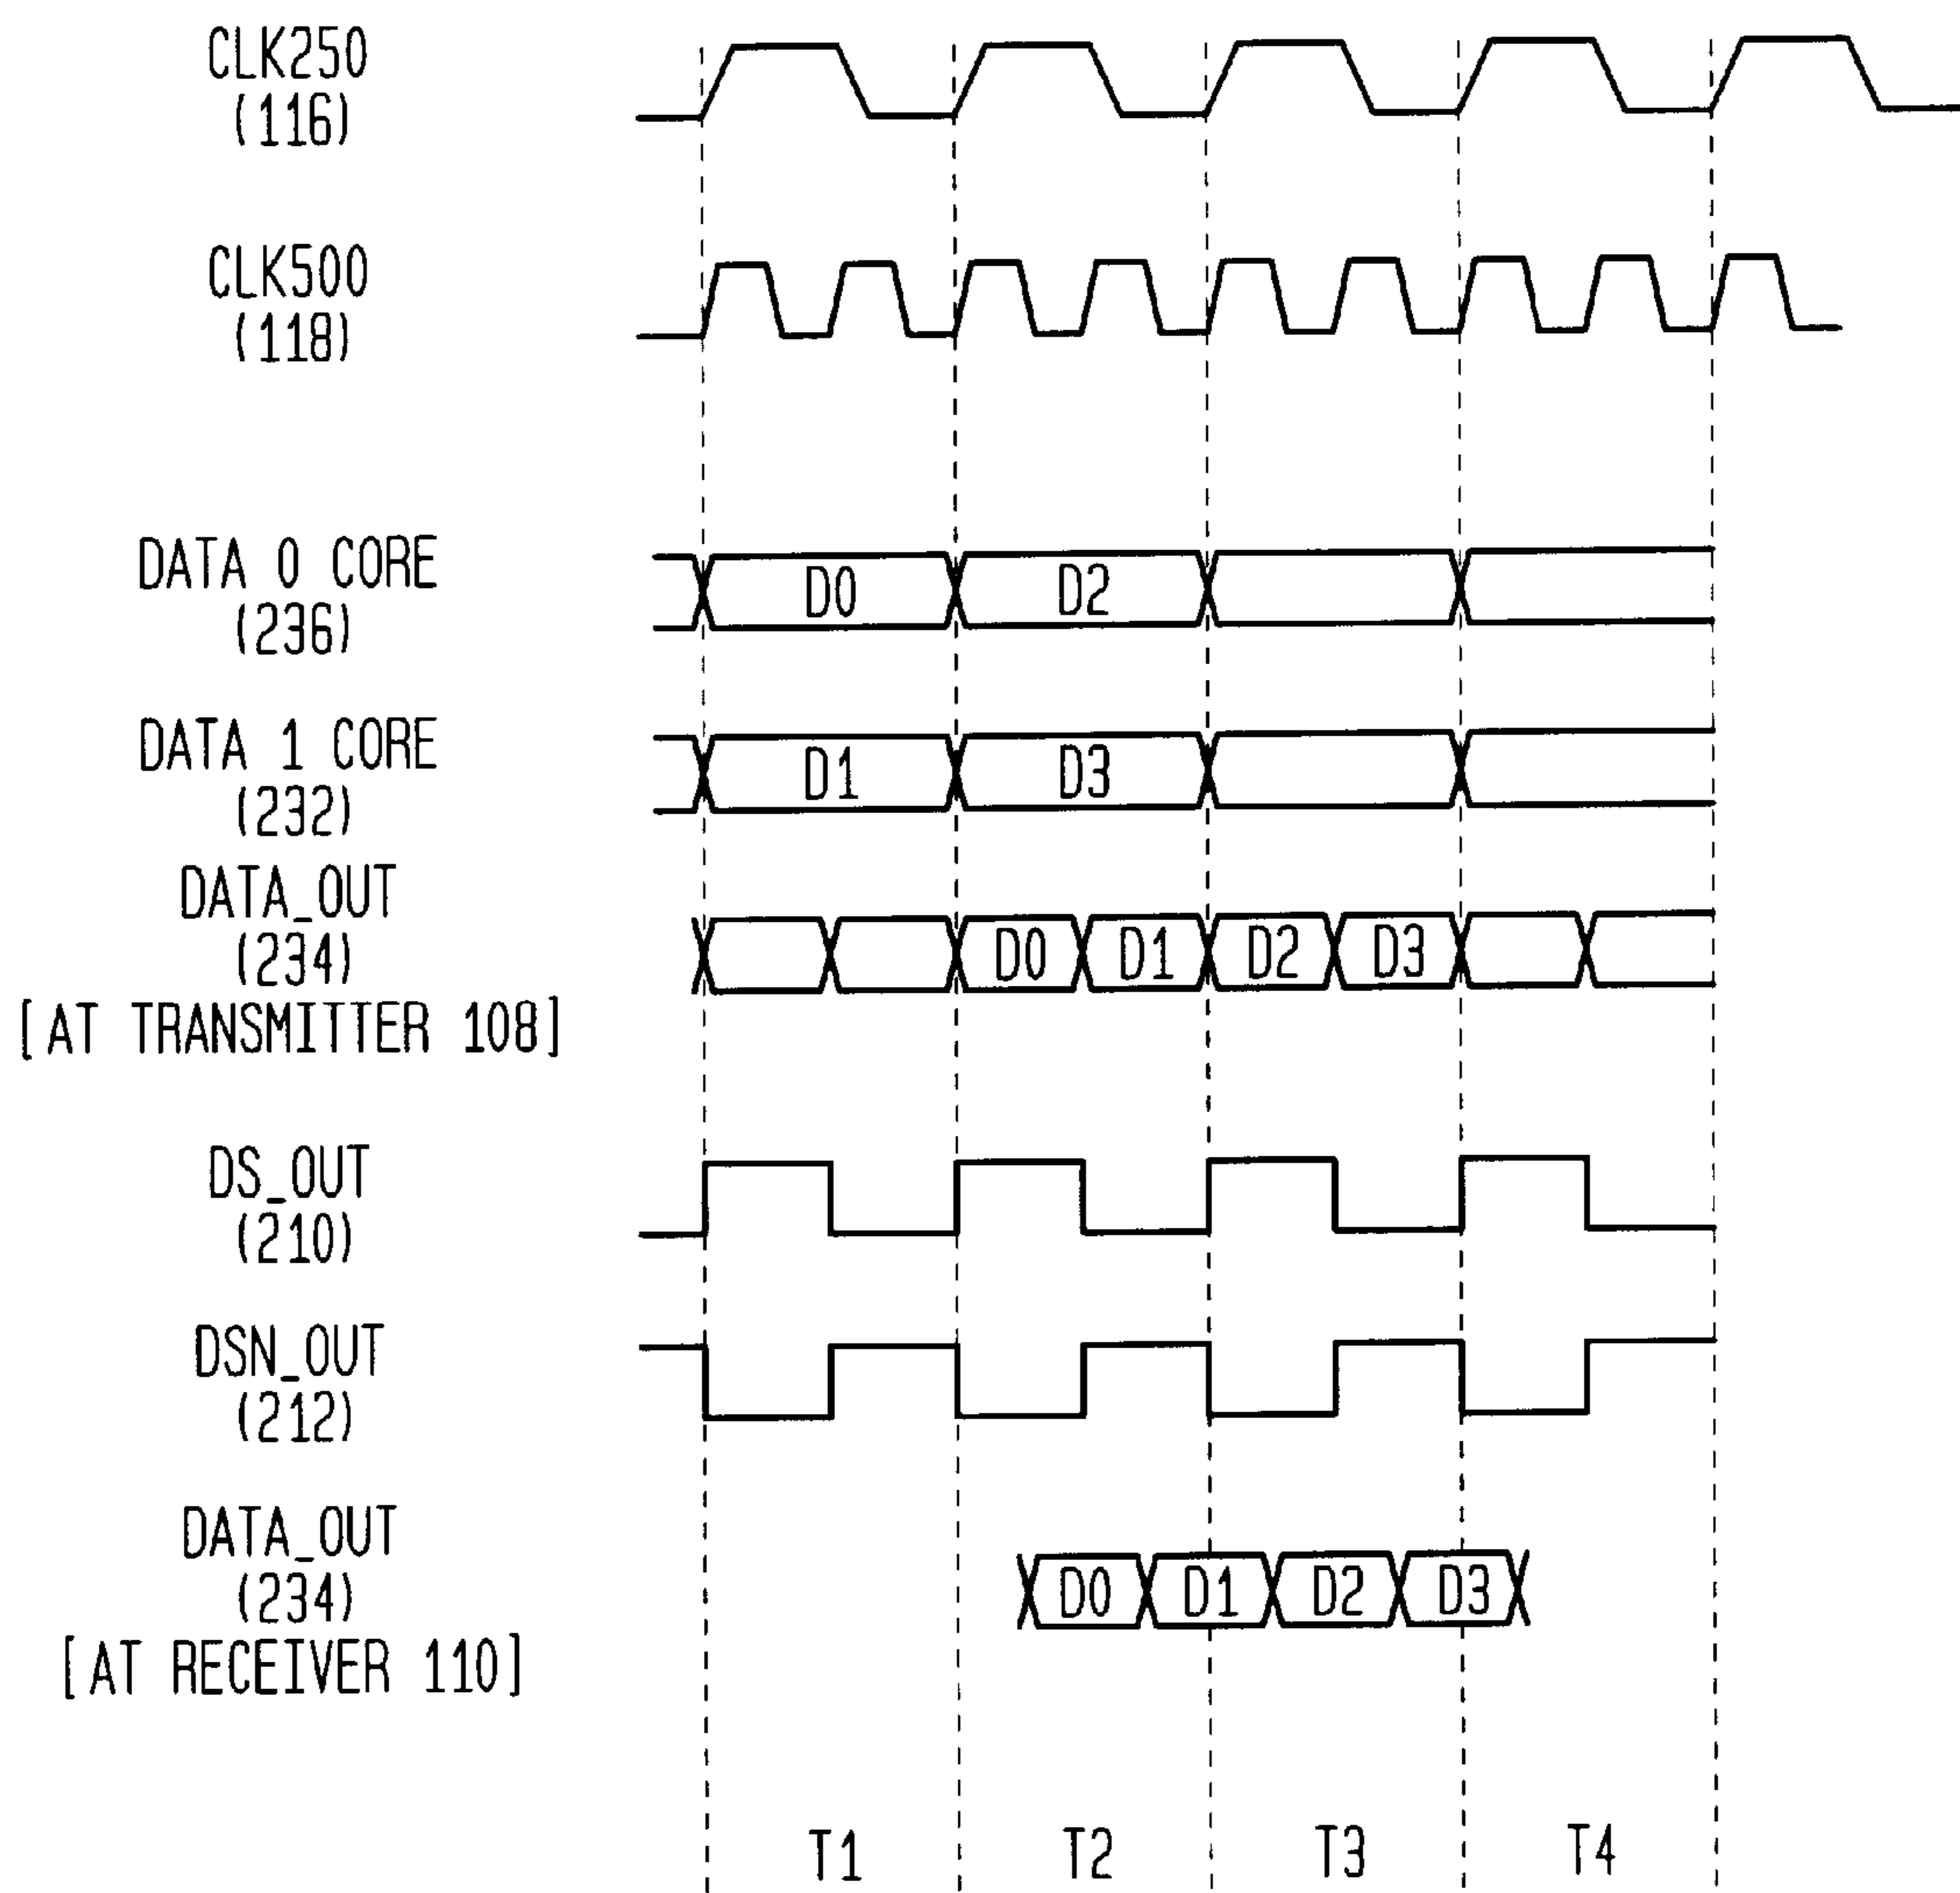 CLK250
(116)
CLK500
(118)
DATA 0 CORE
(236)
D0
D2
DATA 1 CORE
(232)
D1
D3
DATA_OUT
(234)
[AT TRANSMITTER 108]
D0
D1
D2
D3
DS_OUT
(210)
DSN_OUT
(212)
DATA_OUT
(234)
[AT RECEIVER 110]
D0
D1
D2
D3
T1
T2
T3
T4